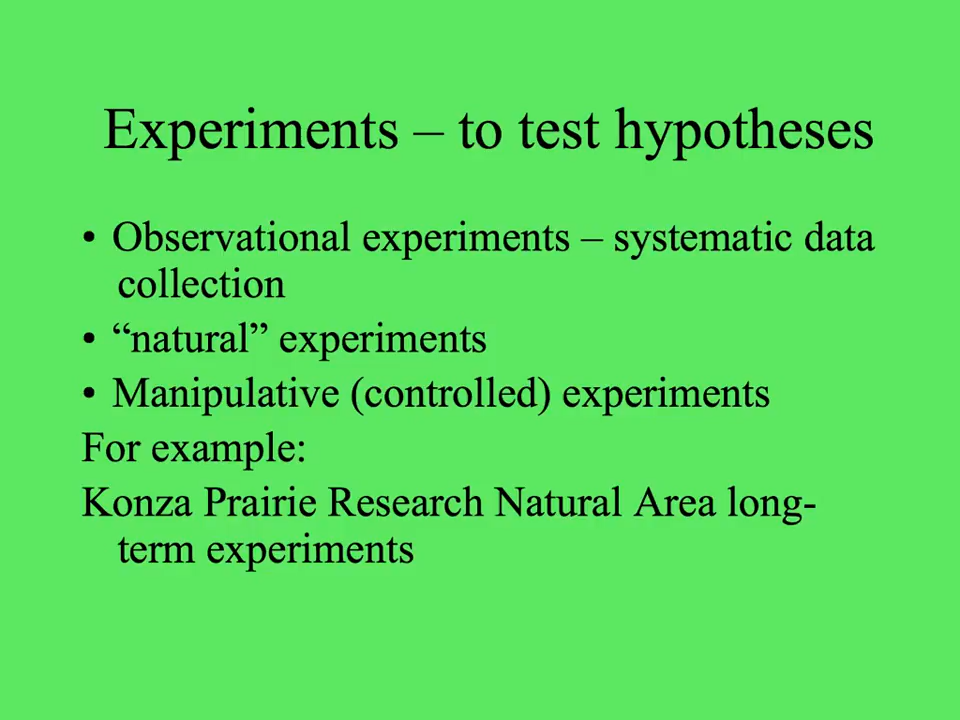 Experiments – to test hypotheses
• Observational experiments – systematic data
collection
• “natural” experiments
• Manipulative (controlled) experiments
For example:
Konza Prairie Research Natural Area long-
term experiments